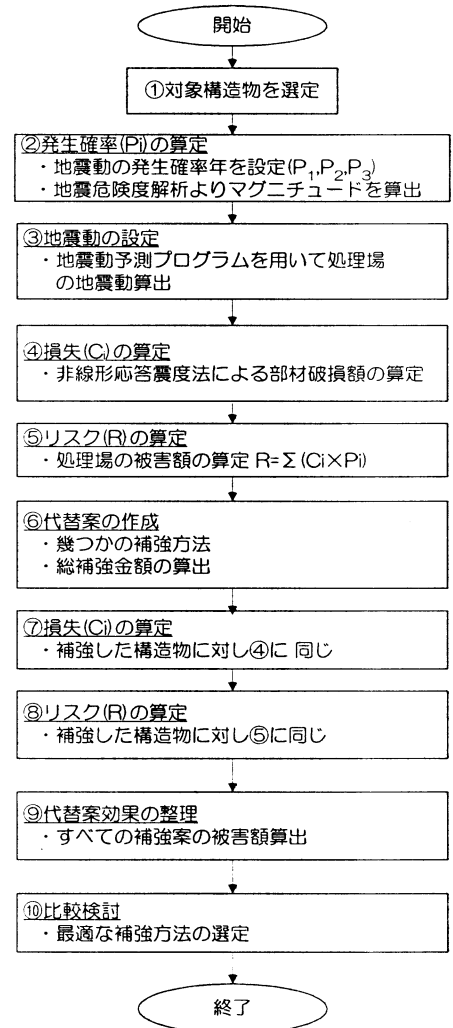 開始
①対象構造物を選定
②発生確率(Pi)の算定
・地震動の発生確率年を設定(P₁,P₂,P₃)
・地震危険度解析よりマグニチュードを算出
③地震動の設定
・地震動予測プログラムを用いて処理場
の地震動算出
④損失(Ci)の算定
・非線形応答震度法による部材破損額の算定
⑤リスク(R)の算定
・処理場の被害額の算定 R=Σ(Ci×Pi)
⑥代替案の作成
・幾つかの補強方法
・総補強金額の算出
⑦損失(Ci)の算定
・補強した構造物に対し④に 同じ
⑧リスク(R)の算定
・補強した構造物に対し⑤に同じ
⑨代替案効果の整理
・すべての補強案の被害額算出
⑩比較検討
・最適な補強方法の選定
終了